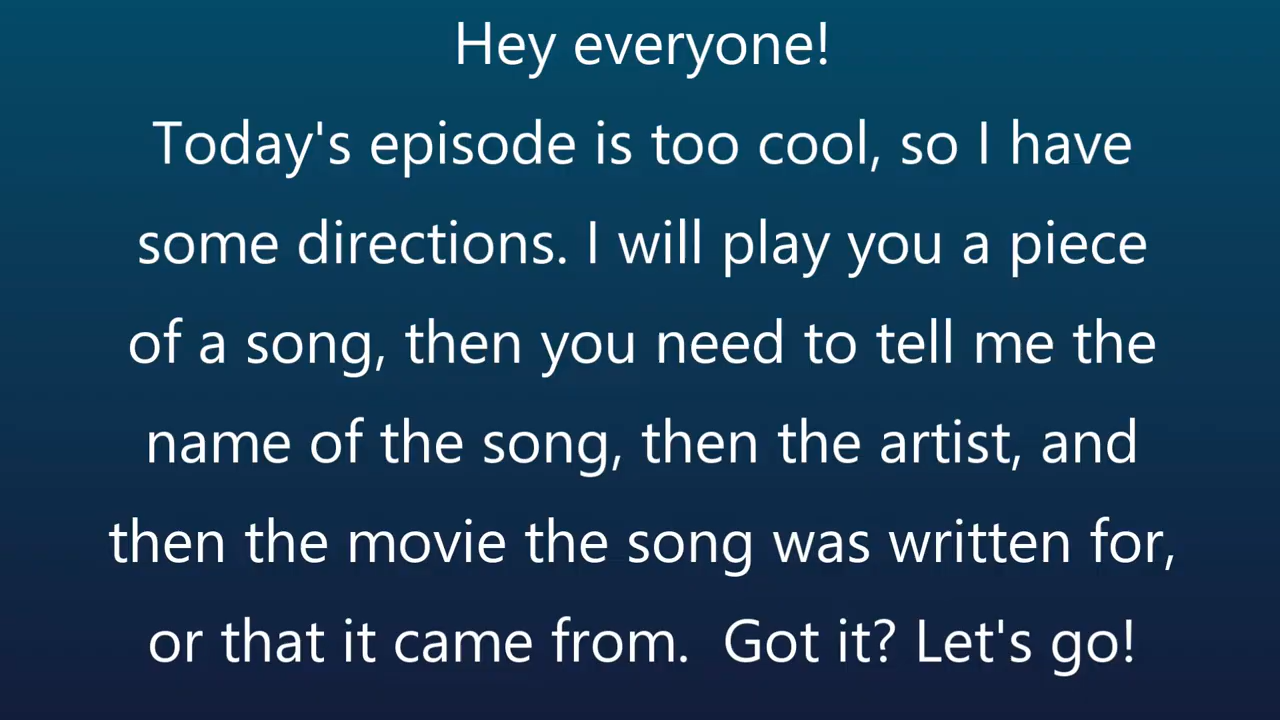 Hey everyone!
Today's episode is too cool, so I have
some directions. I will play you a piece
of a song, then you need to tell me the
name of the song, then the artist, and
then the movie the song was written for,
or that it came from.  Got it? Let's go!